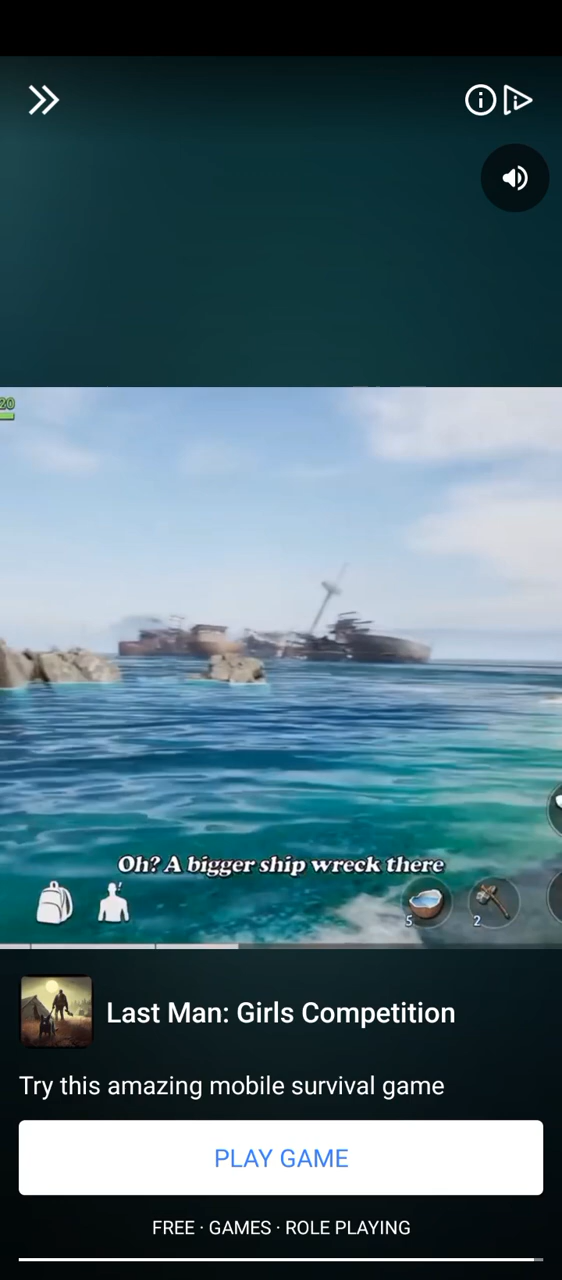 20
Oh? A bigger ship wreck there
5
2
Last Man: Girls Competition
Try this amazing mobile survival game
PLAY GAME
FREE · GAMES · ROLE PLAYING